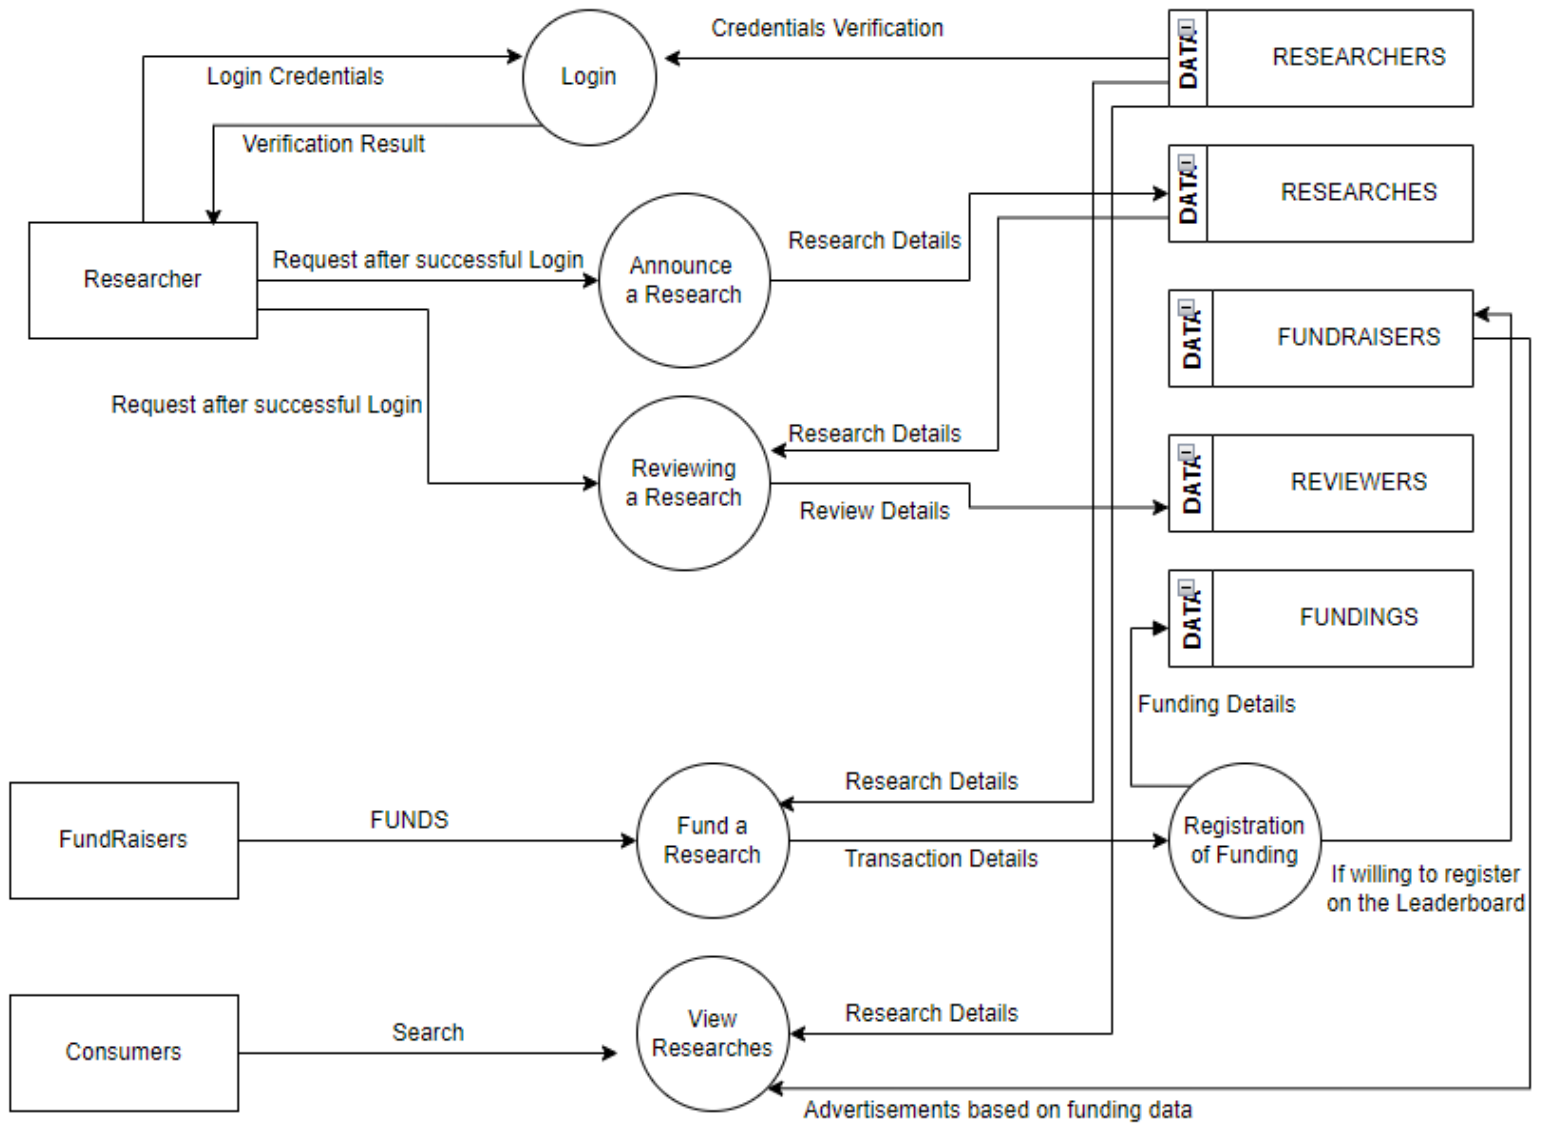 Credentials Verification
DATA
RESEARCHERS
Login
Login Credentials
Verification Result
DATA
RESEARCHES
Research Details
Request after successful Login
Announce
a Research
Researcher
DATA
FUNDRAISERS
Request after successful Login
Research Details
Reviewing
a Research
Review Details
DATA
REVIEWERS
DATA
FUNDINGS
Funding Details
Research Details
FUNDS
FundRaisers
Fund a
Research
Transaction Details
Registration
of Funding
If willing to register
on the Leaderboard
Research Details
Search
Consumers
View
Researches
Advertisements based on funding data